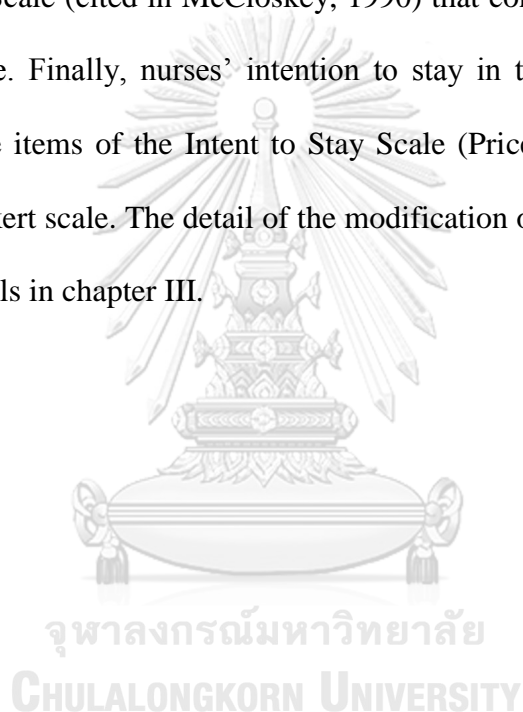 Scale (cited in McCloskey, 1990) that con
e. Finally, nurses' intention to stay in t
e items of the Intent to Stay Scale (Price
kert scale. The detail of the modification o
ls in chapter III.
จุฬาลงกรณ์มหาวิทยาลัย
CHULALONGKORN UNIVERSITY